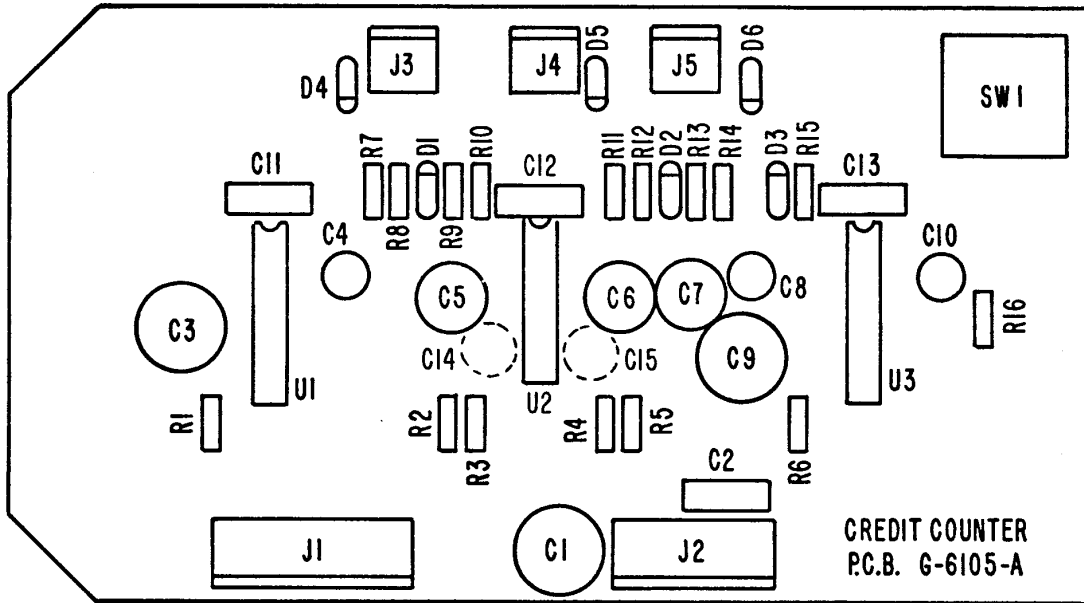 D5
D6
J3
J4
J5
D4
SW1
R7
D1
R10
R11
R12
D2
R13
R14
D3
R15
C11
C12
C13
R8
R9
C4
C10
C5
C6
C7
C8
R16
C3
C14
C15
C9
U1
U2
U3
R1
R2
R3
R4
R5
R6
C2
J1
C1
J2
CREDIT COUNTER
P.C.B. G-6105-A